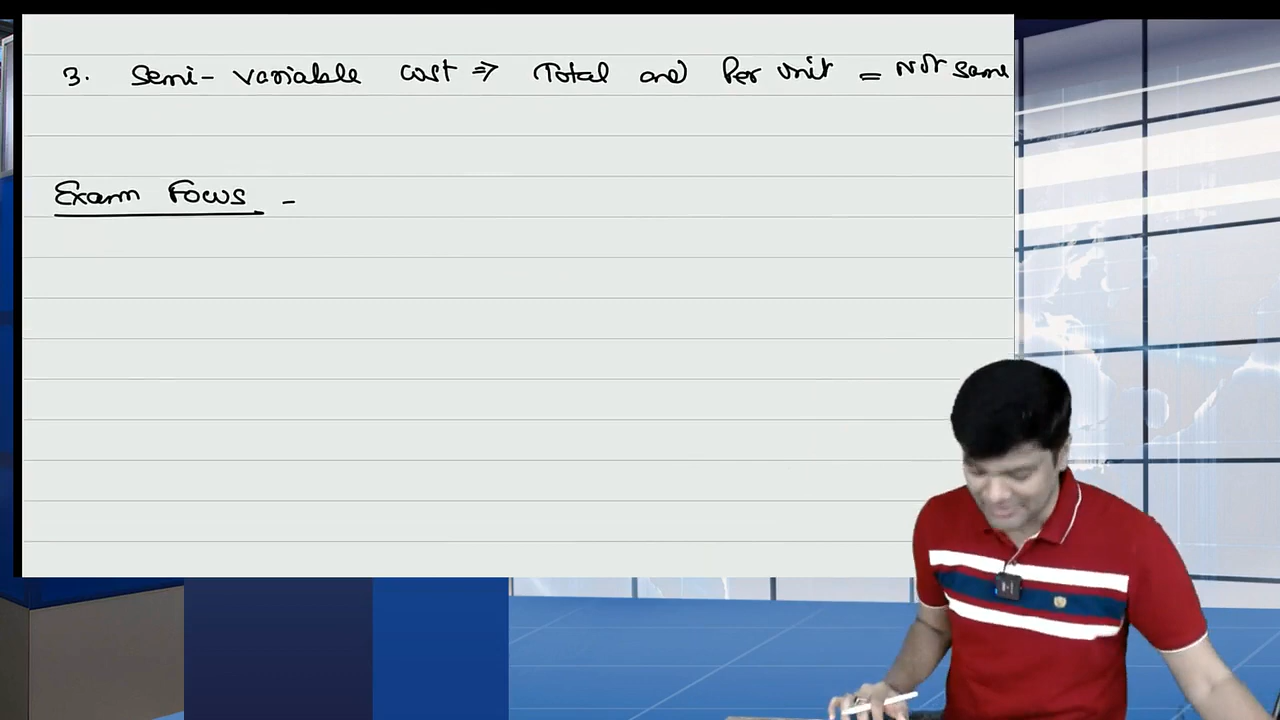 3. Semi-variable cost ⇒ Total and Per unit = Not same
Exam Focus -